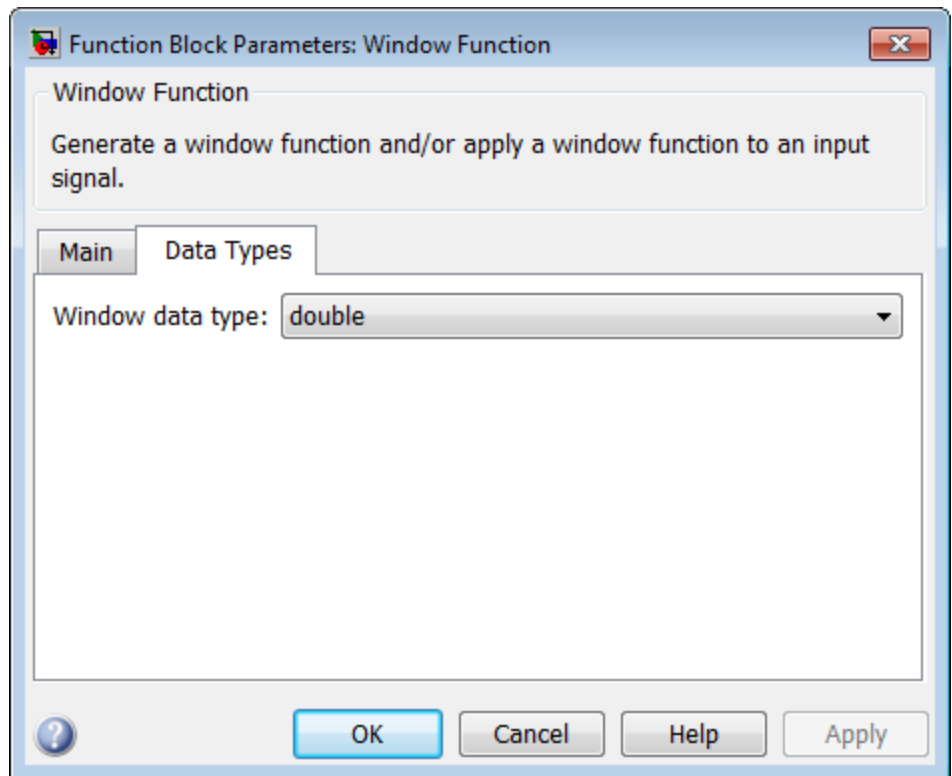 Function Block Parameters: Window Function
Window Function
Generate a window function and/or apply a window function to an input
signal.
Main Data Types
Window data type: double
? OK Cancel Help Apply